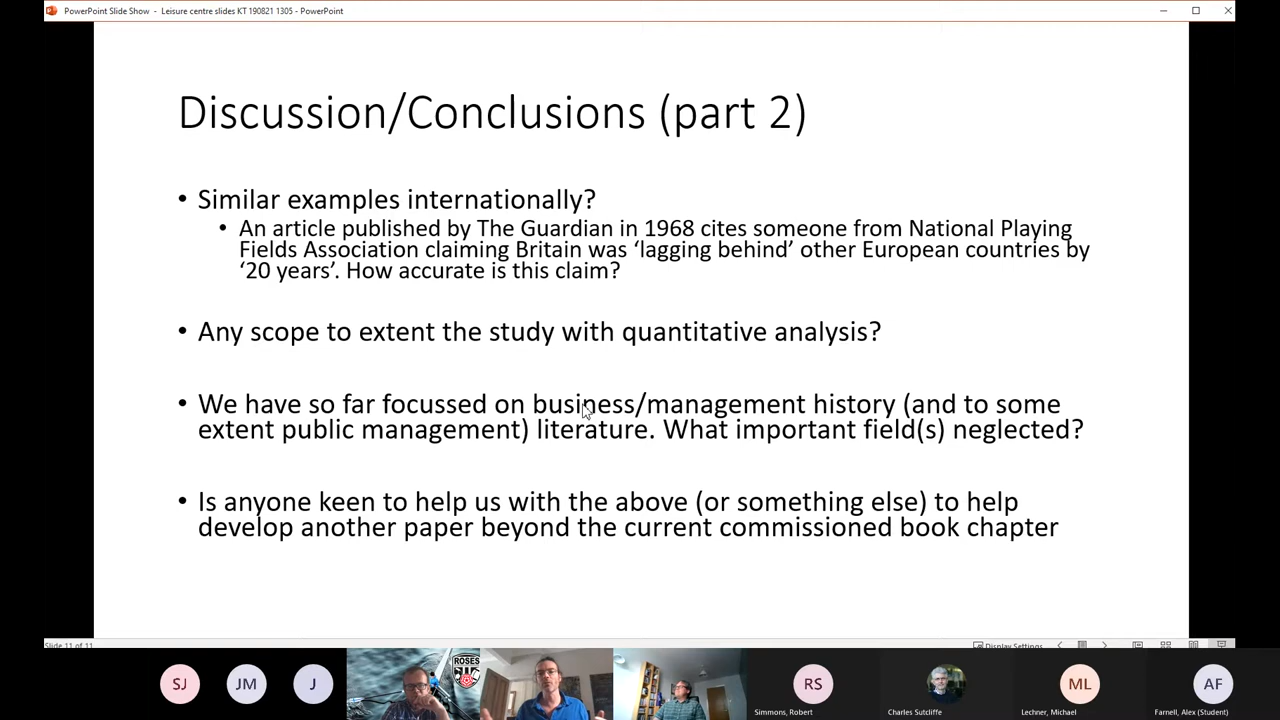 PowerPoint Slide Show - Leisure centre slides KT 190821 1305 - PowerPoint
Discussion/Conclusions (part 2)
• Similar examples internationally?
• An article published by The Guardian in 1968 cites someone from National Playing
Fields Association claiming Britain was ‘lagging behind’ other European countries by
‘20 years’. How accurate is this claim?
• Any scope to extent the study with quantitative analysis?
• We have so far focussed on business/management history (and to some
extent public management) literature. What important field(s) neglected?
• Is anyone keen to help us with the above (or something else) to help
develop another paper beyond the current commissioned book chapter
Slide 11 of 11
Display Settings
SJ
JM
J
ROSES
RS
ML
AF
Simmons, Robert
Charles Sutcliffe
Lechner, Michael
Farnell, Alex (Student)